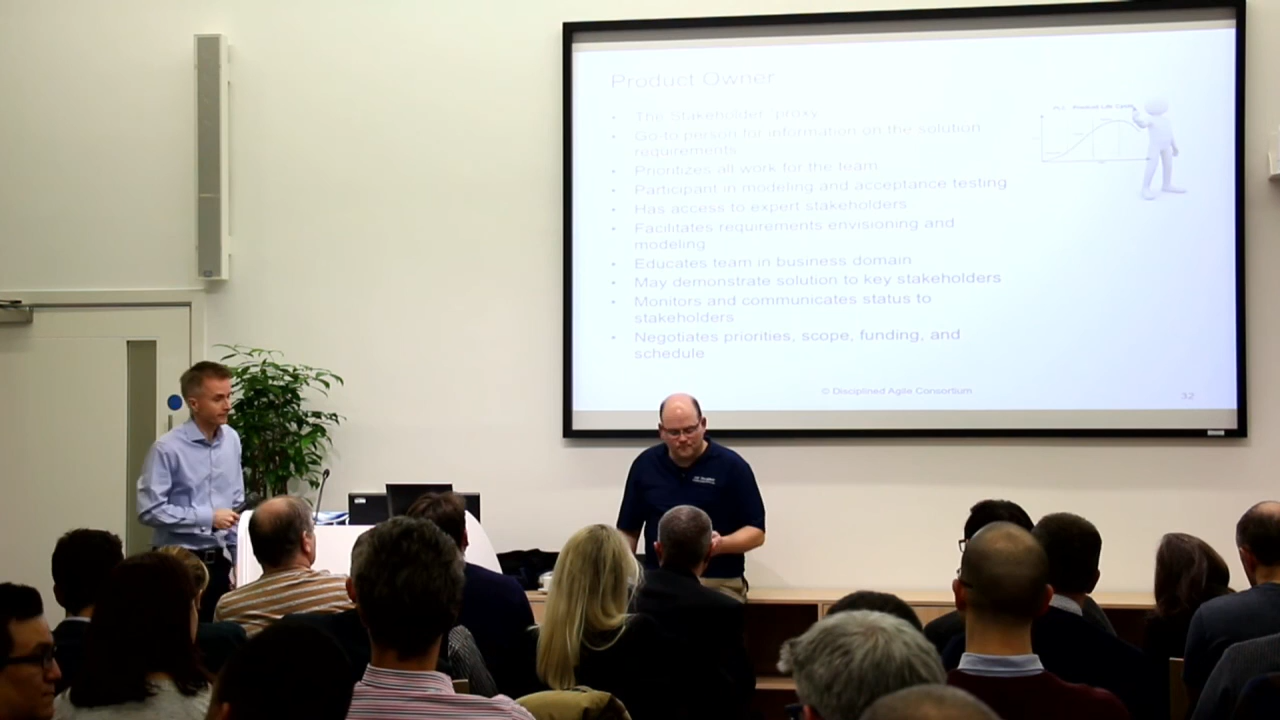 Product Owner
The Stakeholder "proxy"
Go-to person for information on the solution
requirements
Prioritizes all work for the team
Participant in modeling and acceptance testing
Has access to expert stakeholders
Facilitates requirements envisioning and
modeling
Educates team in business domain
May demonstrate solution to key stakeholders
Monitors and communicates status to
stakeholders
Negotiates priorities, scope, funding, and
schedule
Product Life Cycle
© Disciplined Agile Consortium
32